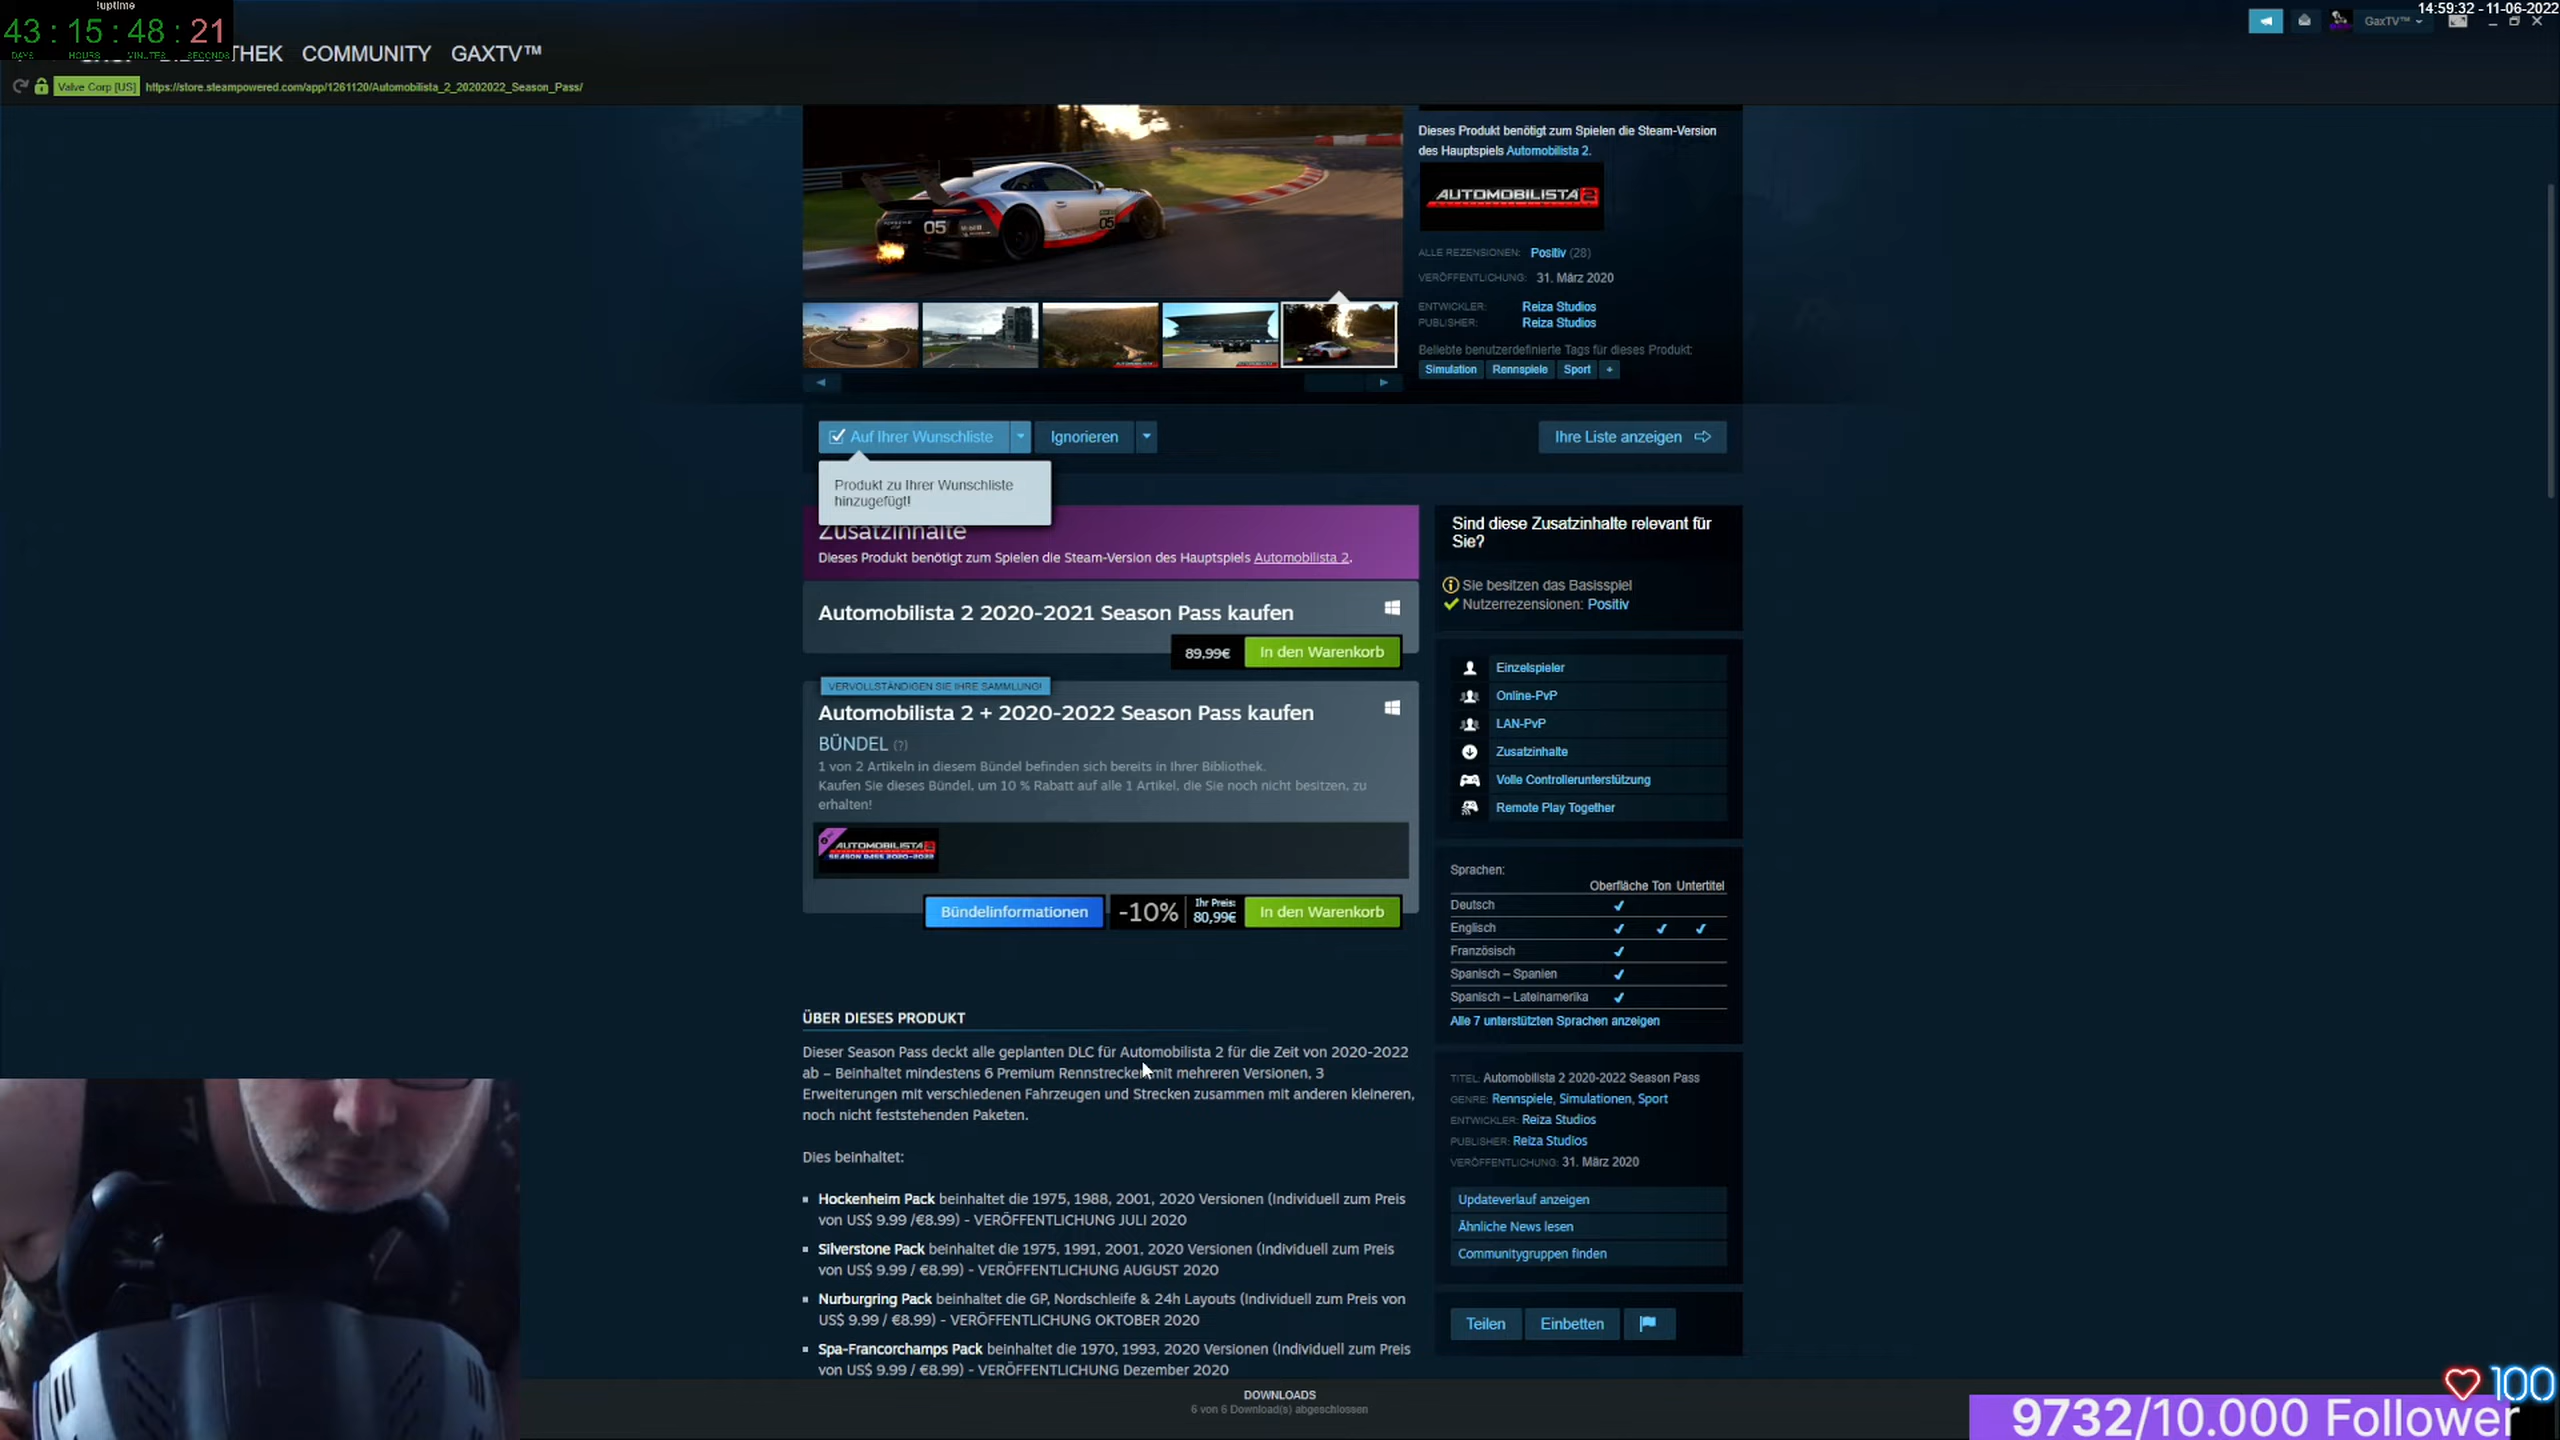 !uptime
43 : 15 : 48 : 21
DAYS HOURS MINUTES SECONDS
14:59:32 - 11-06-2022
GaxTV™
COMMUNITY GAXTV™
Valve Corp [US] https://store.steampowered.com/app/1261120/Automobilista_2_20202022_Season_Pass/
Dieses Produkt benötigt zum Spielen die Steam-Version
des Hauptspiels Automobilista 2.
AUTOMOBILISTA 2
ALLE REZENSIONEN: Positiv (28)
VERÖFFENTLICHUNG: 31. März 2020
ENTWICKLER: Reiza Studios
PUBLISHER: Reiza Studios
Beliebte benutzerdefinierte Tags für dieses Produkt:
Simulation Rennspiele Sport +
05 05
Auf Ihrer Wunschliste Ignorieren Ihre Liste anzeigen
Produkt zu Ihrer Wunschliste
hinzugefügt!
Zusatzinhalte
Dieses Produkt benötigt zum Spielen die Steam-Version des Hauptspiels Automobilista 2.
Automobilista 2 2020-2021 Season Pass kaufen
89,99€ In den Warenkorb
VERVOLLSTÄNDIGEN SIE IHRE SAMMLUNG!
Automobilista 2 + 2020-2022 Season Pass kaufen
BÜNDEL (?)
1 von 2 Artikeln in diesem Bündel befinden sich bereits in Ihrer Bibliothek.
Kaufen Sie dieses Bündel, um 10 % Rabatt auf alle 1 Artikel, die Sie noch nicht besitzen, zu
erhalten!
AUTOMOBILISTA 2
SEASON PASS 2020-2022
Bündelinformationen -10% Ihr Preis: 80,99€ In den Warenkorb
Sind diese Zusatzinhalte relevant für
Sie?
Sie besitzen das Basisspiel
Nutzerrezensionen: Positiv
Einzelspieler
Online-PvP
LAN-PvP
Zusatzinhalte
Volle Controllerunterstützung
Remote Play Together
Sprachen:
Oberfläche Ton Untertitel
Deutsch ✔
Englisch ✔ ✔ ✔
Französisch ✔
Spanisch – Spanien ✔
Spanisch – Lateinamerika ✔
Alle 7 unterstützten Sprachen anzeigen
ÜBER DIESES PRODUKT
Dieser Season Pass deckt alle geplanten DLC für Automobilista 2 für die Zeit von 2020-2022
ab – Beinhaltet mindestens 6 Premium Rennstrecken mit mehreren Versionen, 3
Erweiterungen mit verschiedenen Fahrzeugen und Strecken zusammen mit anderen kleineren,
noch nicht feststehenden Paketen.
Dies beinhaltet:
Hockenheim Pack beinhaltet die 1975, 1988, 2001, 2020 Versionen (Individuell zum Preis
von US$ 9.99 /€8.99) - VERÖFFENTLICHUNG JULI 2020
Silverstone Pack beinhaltet die 1975, 1991, 2001, 2020 Versionen (Individuell zum Preis
von US$ 9.99 / €8.99) - VERÖFFENTLICHUNG AUGUST 2020
Nurburgring Pack beinhaltet die GP, Nordschleife & 24h Layouts (Individuell zum Preis von
US$ 9.99 / €8.99) - VERÖFFENTLICHUNG OKTOBER 2020
Spa-Francorchamps Pack beinhaltet die 1970, 1993, 2020 Versionen (Individuell zum Preis
von US$ 9.99 / €8.99) - VERÖFFENTLICHUNG Dezember 2020
TITEL: Automobilista 2 2020-2022 Season Pass
GENRE: Rennspiele, Simulationen, Sport
ENTWICKLER: Reiza Studios
PUBLISHER: Reiza Studios
VERÖFFENTLICHUNG: 31. März 2020
Updateverlauf anzeigen
Ähnliche News lesen
Communitygruppen finden
Teilen Einbetten
DOWNLOADS
6 von 6 Download(s) abgeschlossen
100
9732/10.000 Follower